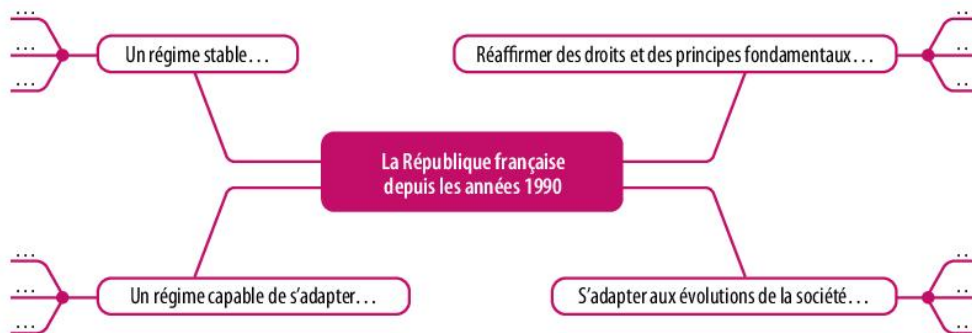 ...
...
...
Un régime stable...
Réaffirmer des droits et des principes fondamentaux...
...
...
...
La République française
depuis les années 1990
...
...
...
Un régime capable de s'adapter...
S'adapter aux évolutions de la société...
...
...
...